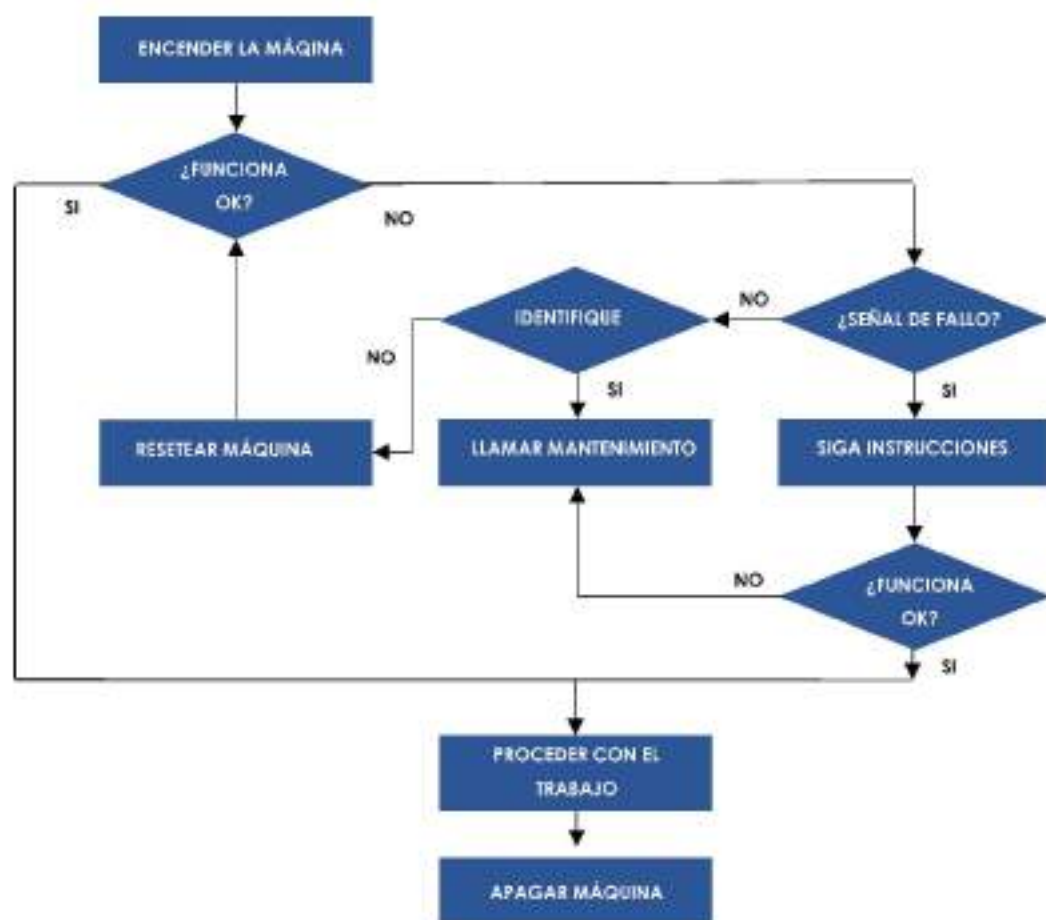 ENCENDER LA MÁQINA
¿FUNCIONA
OK?
SI
NO
IDENTIFIQUE
NO
¿SEÑAL DE FALLO?
NO
SI
SI
RESETEAR MÁQUINA
LLAMAR MANTENIMIENTO
SIGA INSTRUCCIONES
NO
¿FUNCIONA
OK?
SI
PROCEDER CON EL
TRABAJO
APAGAR MÁQUINA